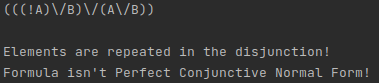 (((!A)\/B)\/(A\/B))
Elements are repeated in the disjunction!
Formula isn't Perfect Conjunctive Normal Form!